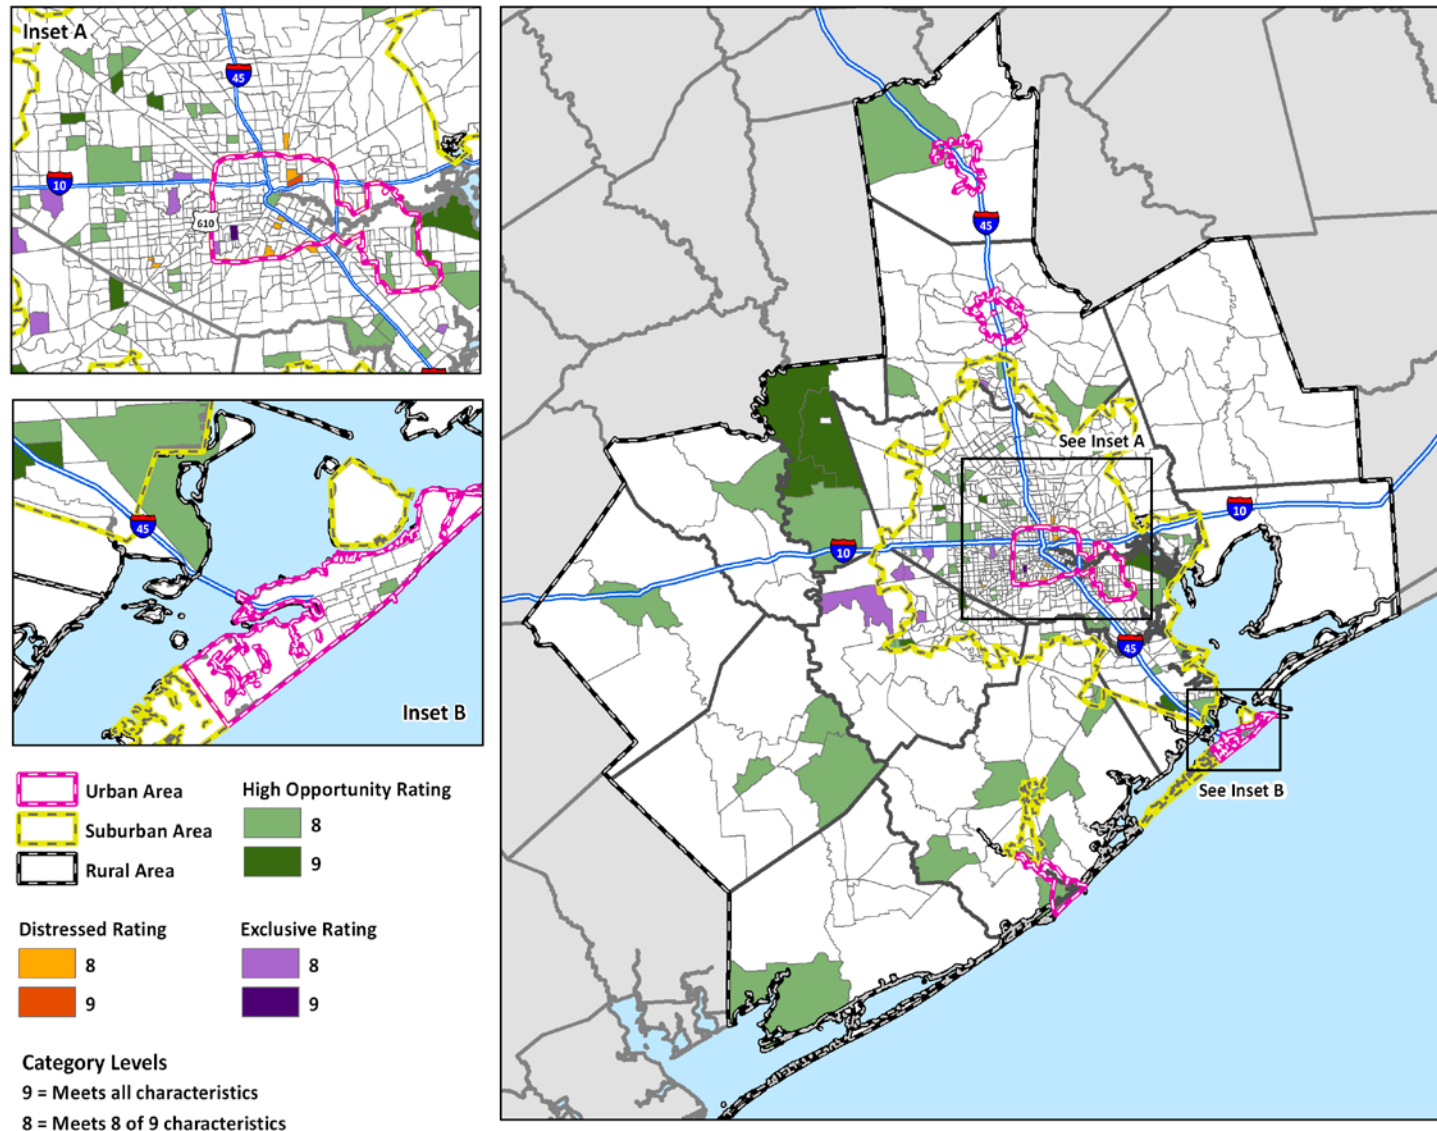 Inset A
45
10
610
Inset B
45
45
See Inset A
10
10
45
See Inset B
Urban Area
Suburban Area
Rural Area
High Opportunity Rating
8
9
Distressed Rating
8
9
Exclusive Rating
8
9
Category Levels
9 = Meets all characteristics
8 = Meets 8 of 9 characteristics